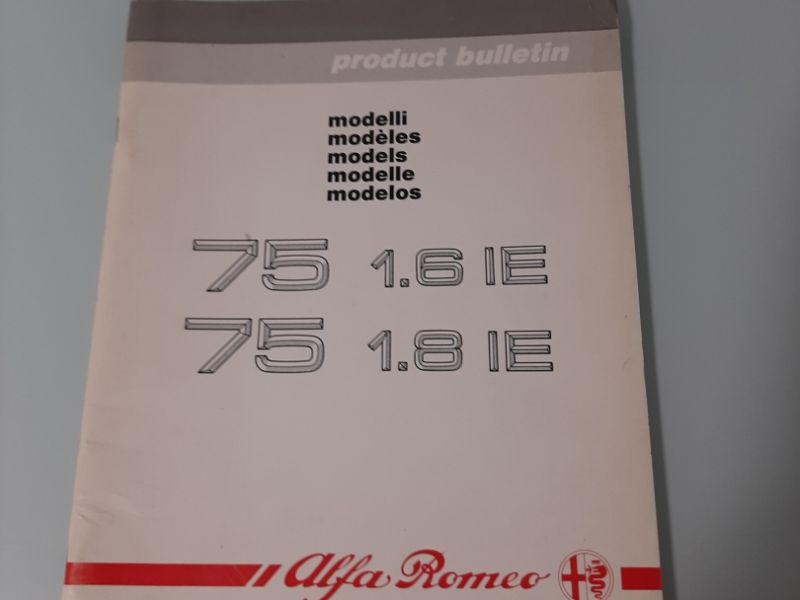 product bulletin
modelli
modèles
models
modelle
modelos
75 1.6 IE
75 1.8 IE
Alfa Romeo